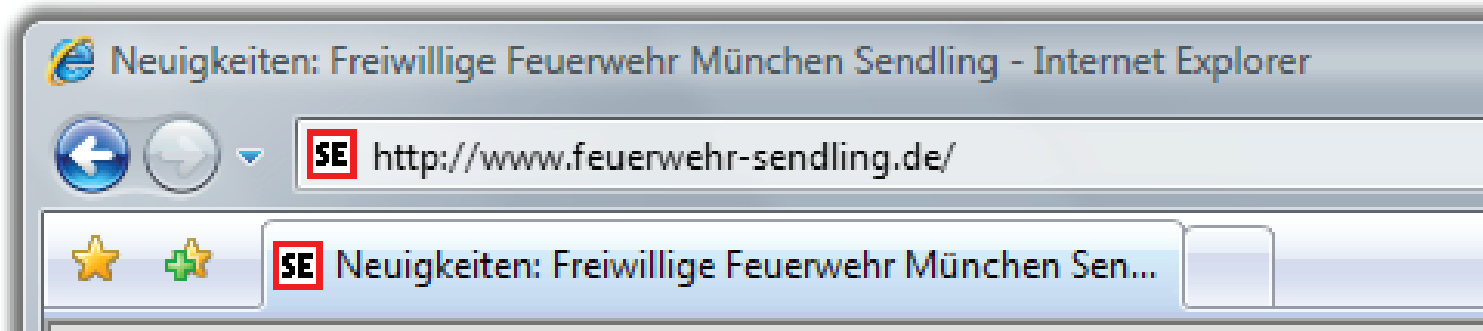 Neuigkeiten: Freiwillige Feuerwehr München Sendling - Internet Explorer
SE http://www.feuerwehr-sendling.de/
SE Neuigkeiten: Freiwillige Feuerwehr München Sen...